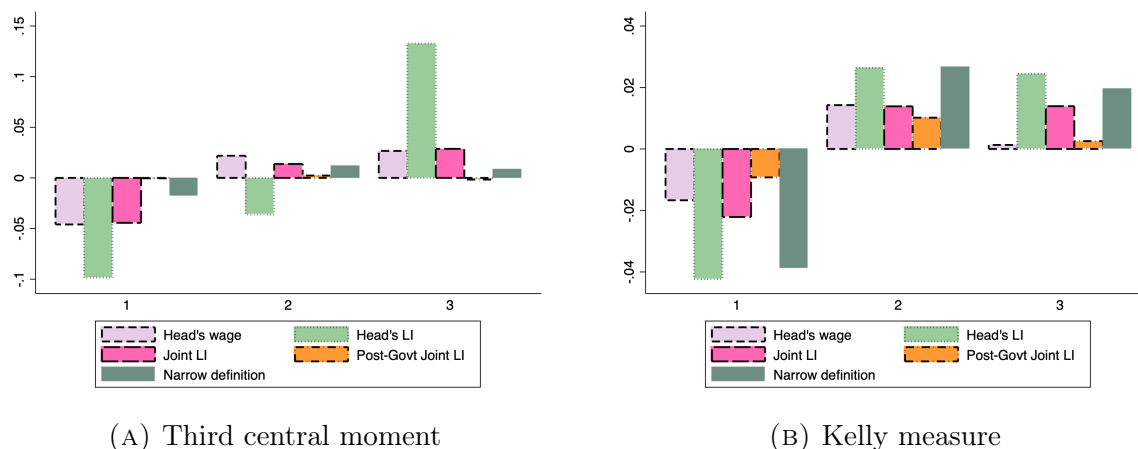 .15
.1
.05
0
-.05
-.1
1 2 3
Head's wage Head's LI
Joint LI Post-Govt Joint LI
Narrow definition
(A) Third central moment
.04
.02
0
-.02
-.04
1 2 3
Head's wage Head's LI
Joint LI Post-Govt Joint LI
Narrow definition
(B) Kelly measure